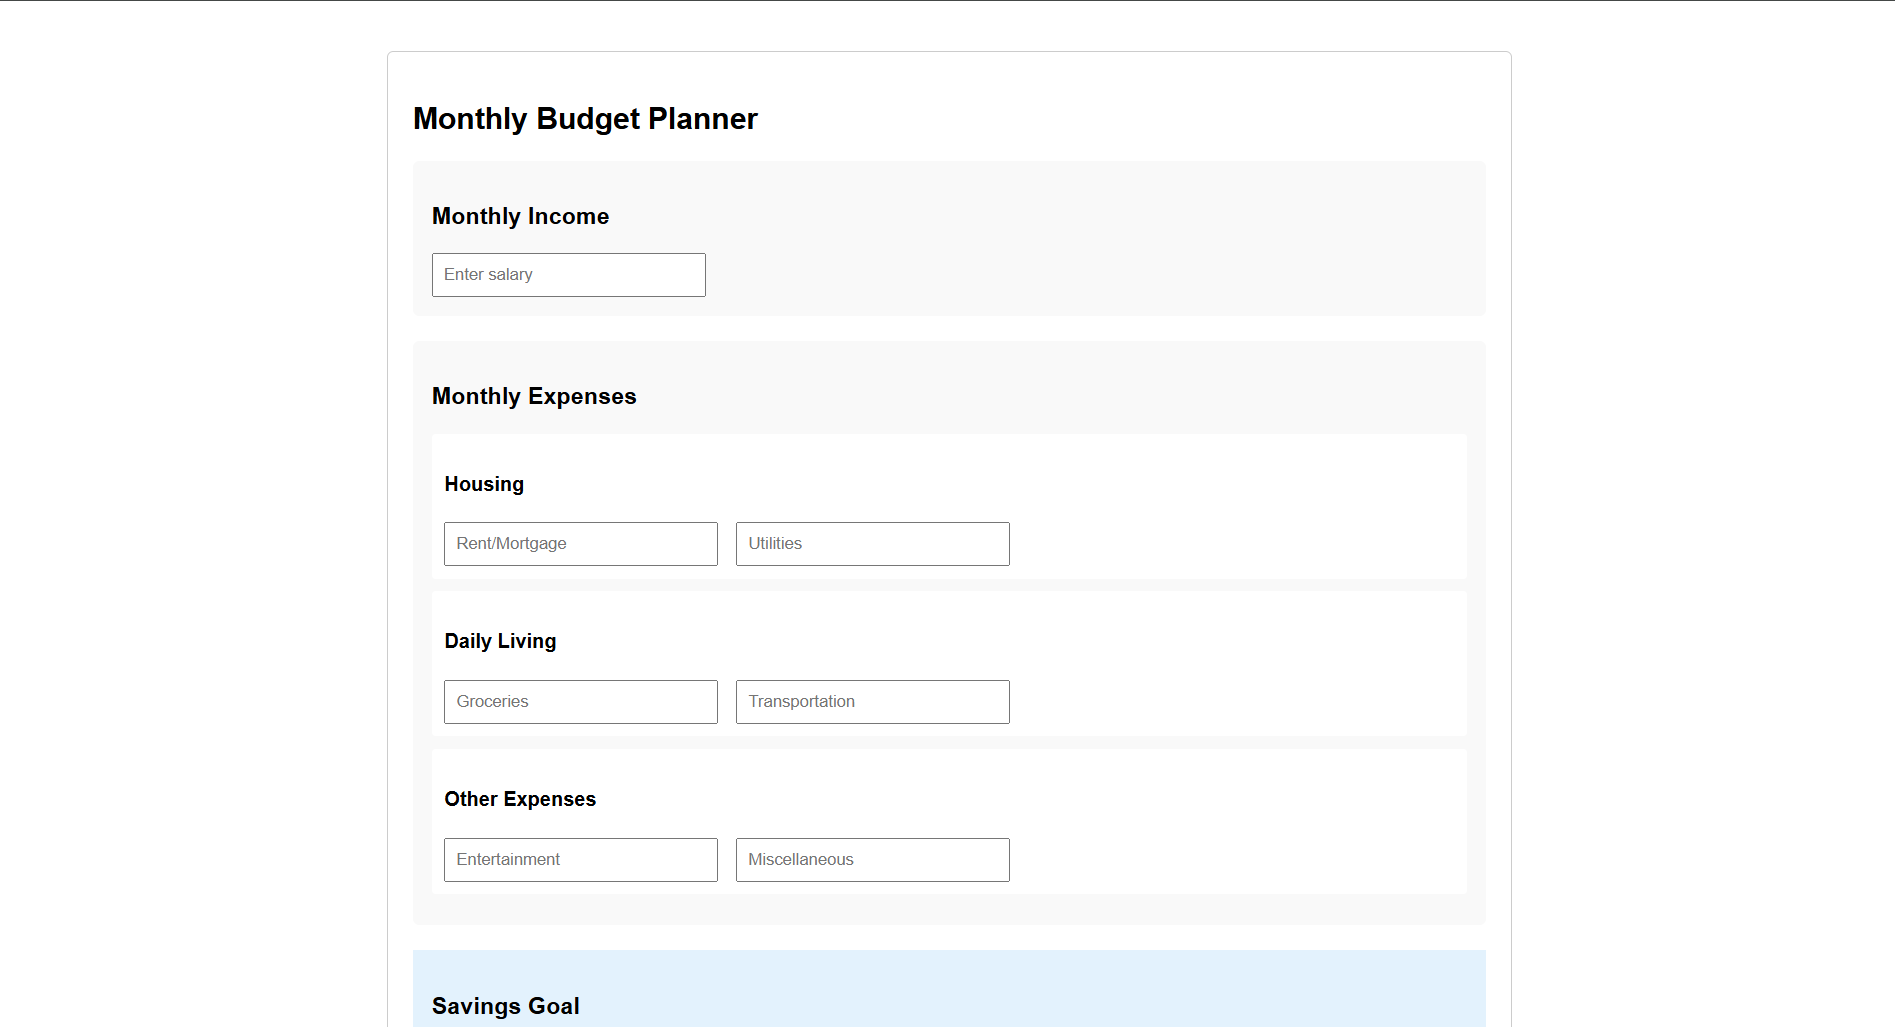 Monthly Budget Planner
Monthly Income
Enter salary
Monthly Expenses
Housing
Rent/Mortgage Utilities
Daily Living
Groceries Transportation
Other Expenses
Entertainment Miscellaneous
Savings Goal